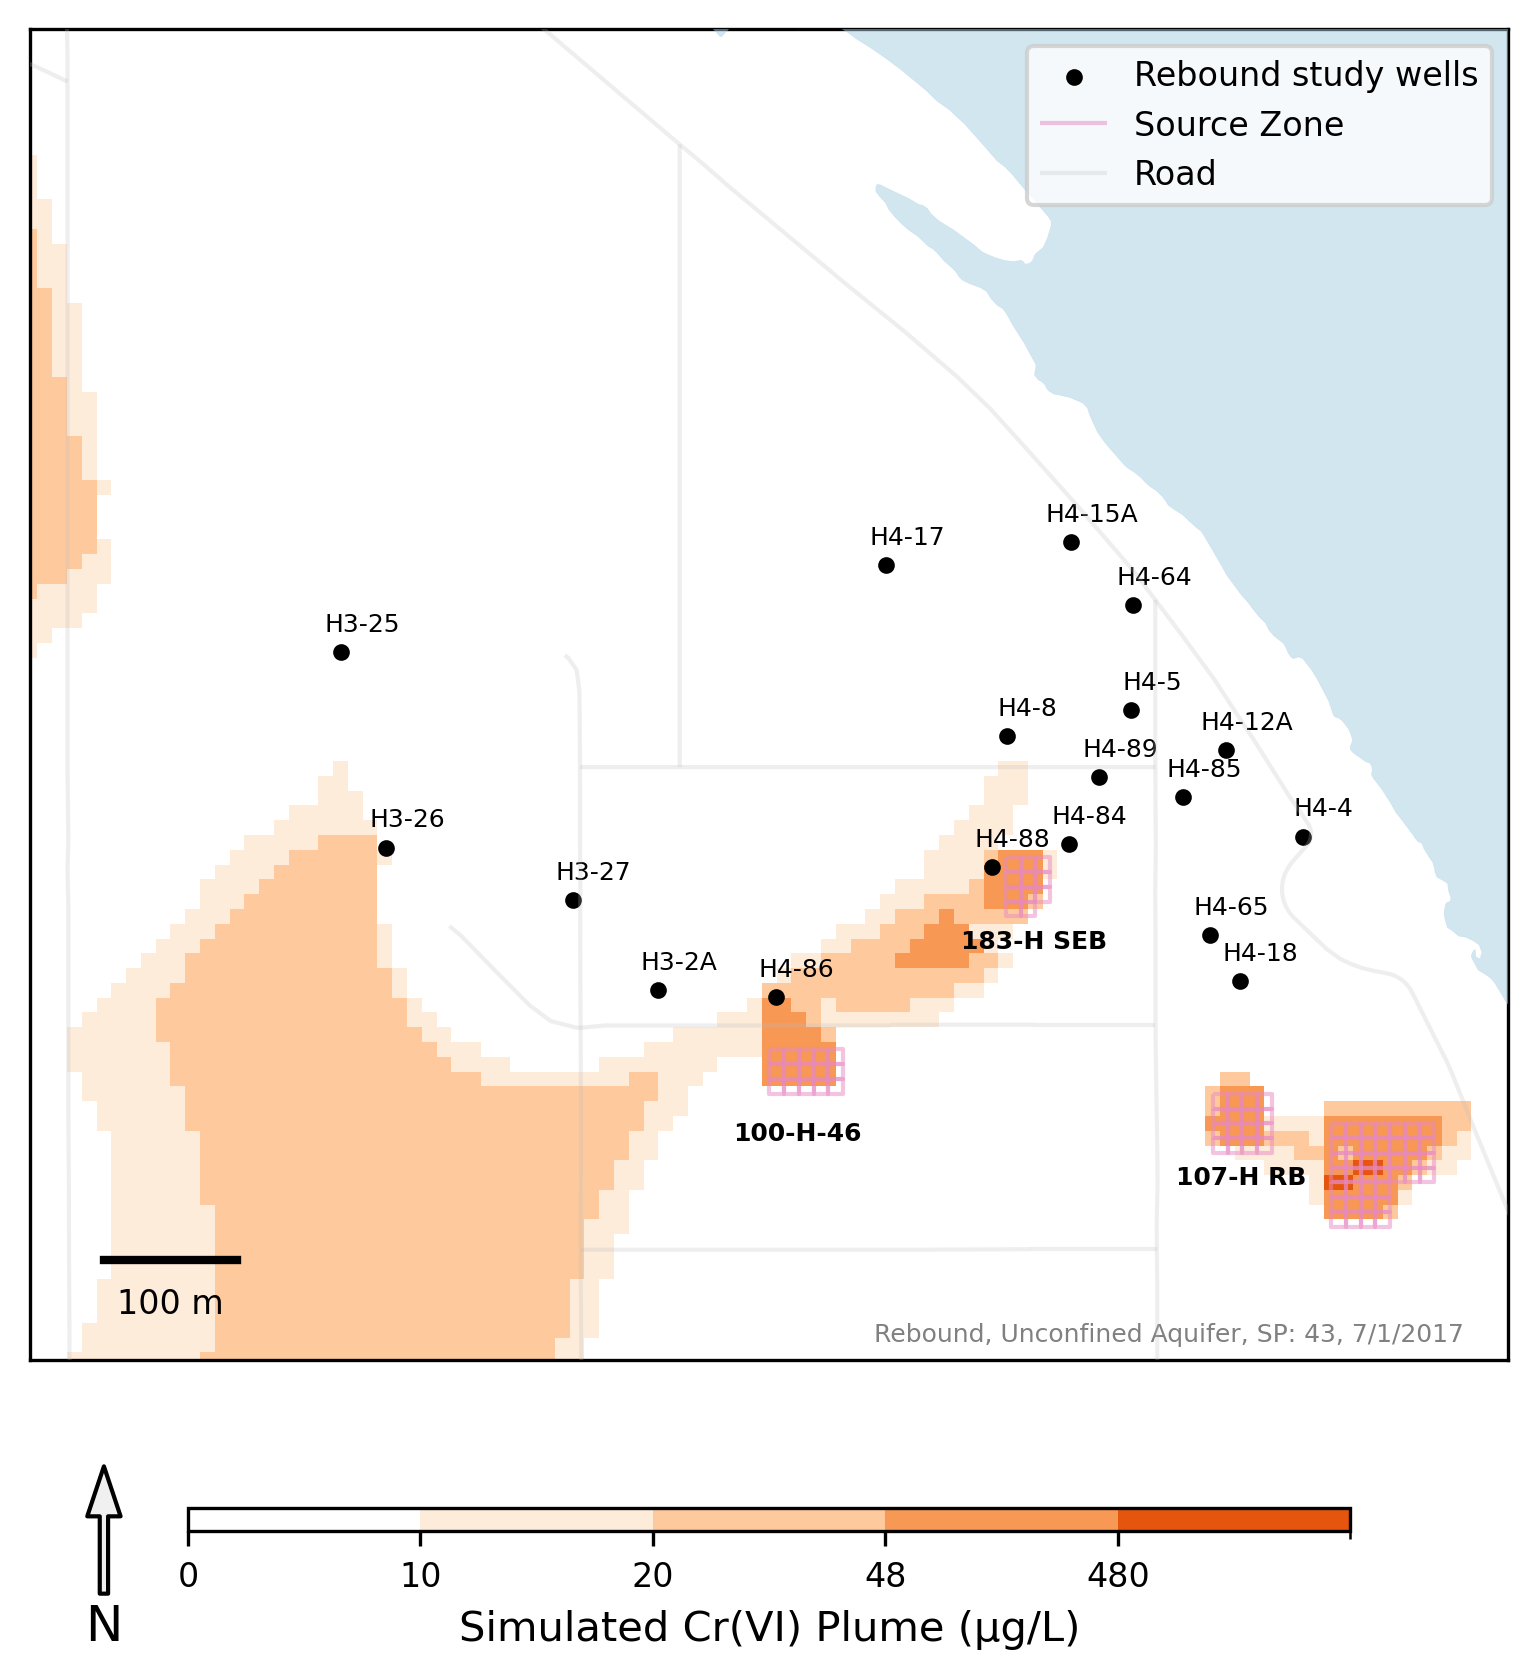 Rebound study wells
Source Zone
Road
H4-15A
H4-17
H4-64
H3-25
H4-5
H4-8
H4-12A
H4-89
H4-85
H4-4
H3-26
H4-84
H4-88
H3-27
H4-65
183-H SEB
H4-18
H3-2A
H4-86
100-H-46
107-H RB
100 m
Rebound, Unconfined Aquifer, SP: 43, 7/1/2017
0 10 20 48 480
N
Simulated Cr(VI) Plume (μg/L)